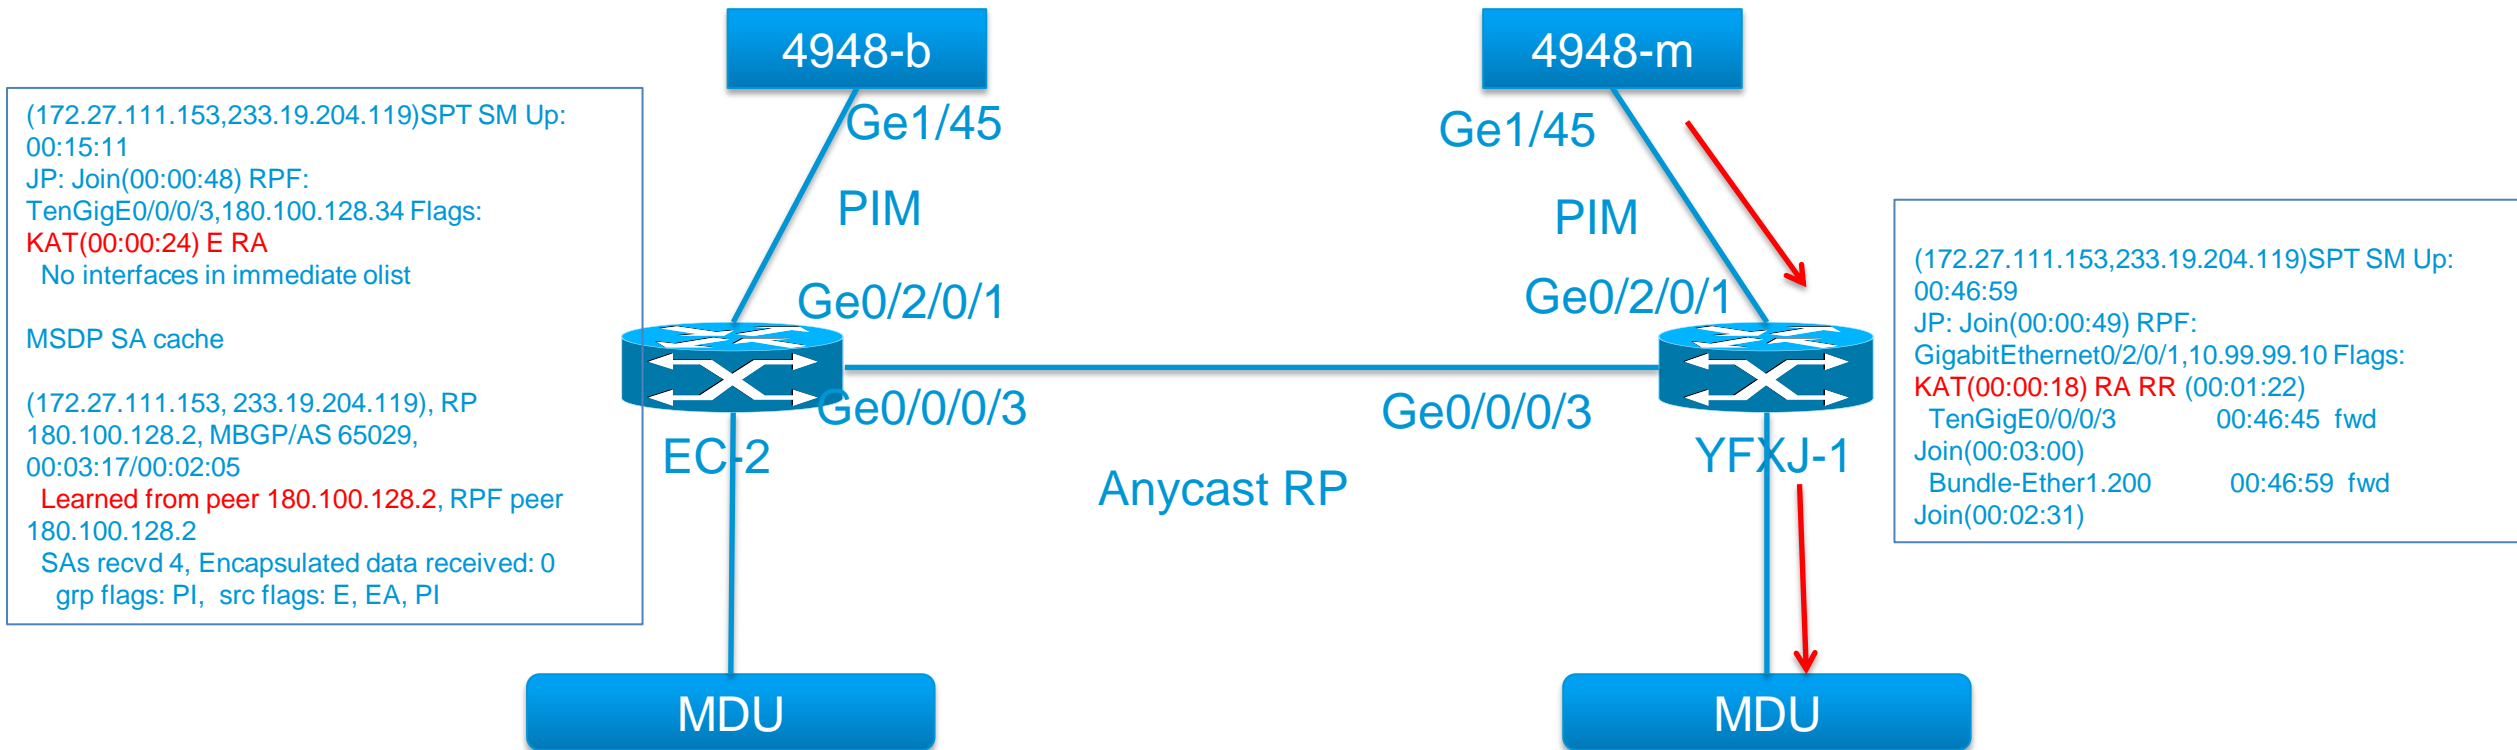 4948-b
4948-m
(172.27.111.153,233.19.204.119)SPT SM Up:
00:15:11
JP: Join(00:00:48) RPF:
TenGigE0/0/0/3,180.100.128.34 Flags:
KAT(00:00:24) E RA
No interfaces in immediate olist
MSDP SA cache
(172.27.111.153, 233.19.204.119), RP
180.100.128.2, MBGP/AS 65029,
00:03:17/00:02:05
Learned from peer 180.100.128.2, RPF peer
180.100.128.2
SAs recvd 4, Encapsulated data received: 0
grp flags: PI, src flags: E, EA, PI
Ge1/45
Ge1/45
PIM
PIM
Ge0/2/0/1
Ge0/2/0/1
Ge0/0/0/3
Ge0/0/0/3
EC-2
YFXJ-1
Anycast RP
(172.27.111.153,233.19.204.119)SPT SM Up:
00:46:59
JP: Join(00:00:49) RPF:
GigabitEthernet0/2/0/1,10.99.99.10 Flags:
KAT(00:00:18) RA RR (00:01:22)
TenGigE0/0/0/3 00:46:45 fwd
Join(00:03:00)
Bundle-Ether1.200 00:46:59 fwd
Join(00:02:31)
MDU
MDU